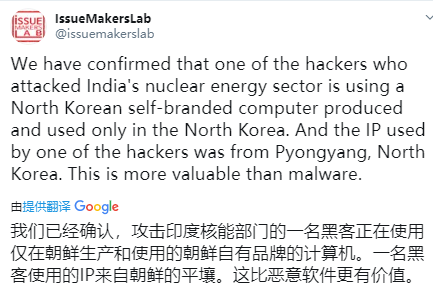 ISSUE
MAKERS
LAB
IssueMakersLab
@issuemakerslab
We have confirmed that one of the hackers who
attacked India's nuclear energy sector is using a
North Korean self-branded computer produced
and used only in the North Korea. And the IP used
by one of the hackers was from Pyongyang, North
Korea. This is more valuable than malware.
由提供翻译 Google
我们已经确认，攻击印度核能部门的一名黑客正在使用
仅在朝鲜生产和使用的朝鲜自有品牌的计算机。一名黑
客使用的IP来自朝鲜的平壤。这比恶意软件更有价值。